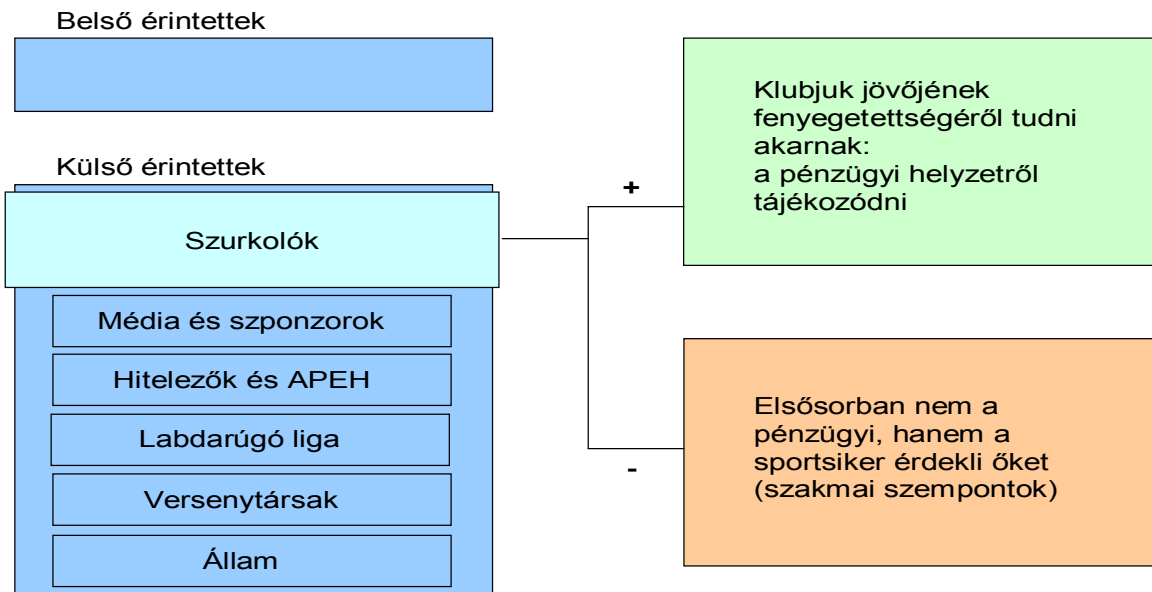 Belső érintettek
Külső érintettek
Szurkolók
Média és szponzorok
Hitelezők és APEH
Labdarúgó liga
Versenytársak
Állam
+
Klubjuk jövőjének
fenyegetettségéről tudni
akarnak:
a pénzügyi helyzetről
tájékozódni
-
Elsősorban nem a
pénzügyi, hanem a
sportsiker érdekli őket
(szakmai szempontok)